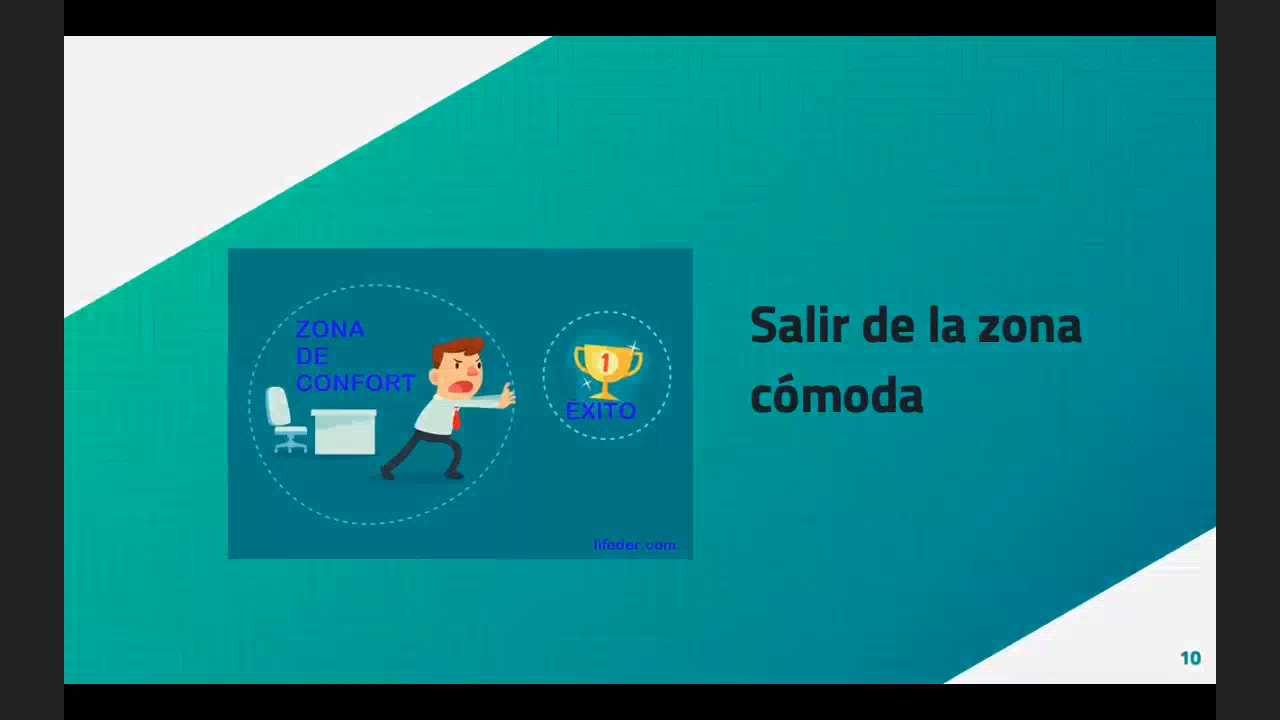 ZONA
DE
CONFORT
1
ÉXITO
lifeder.com
Salir de la zona
cómoda
10